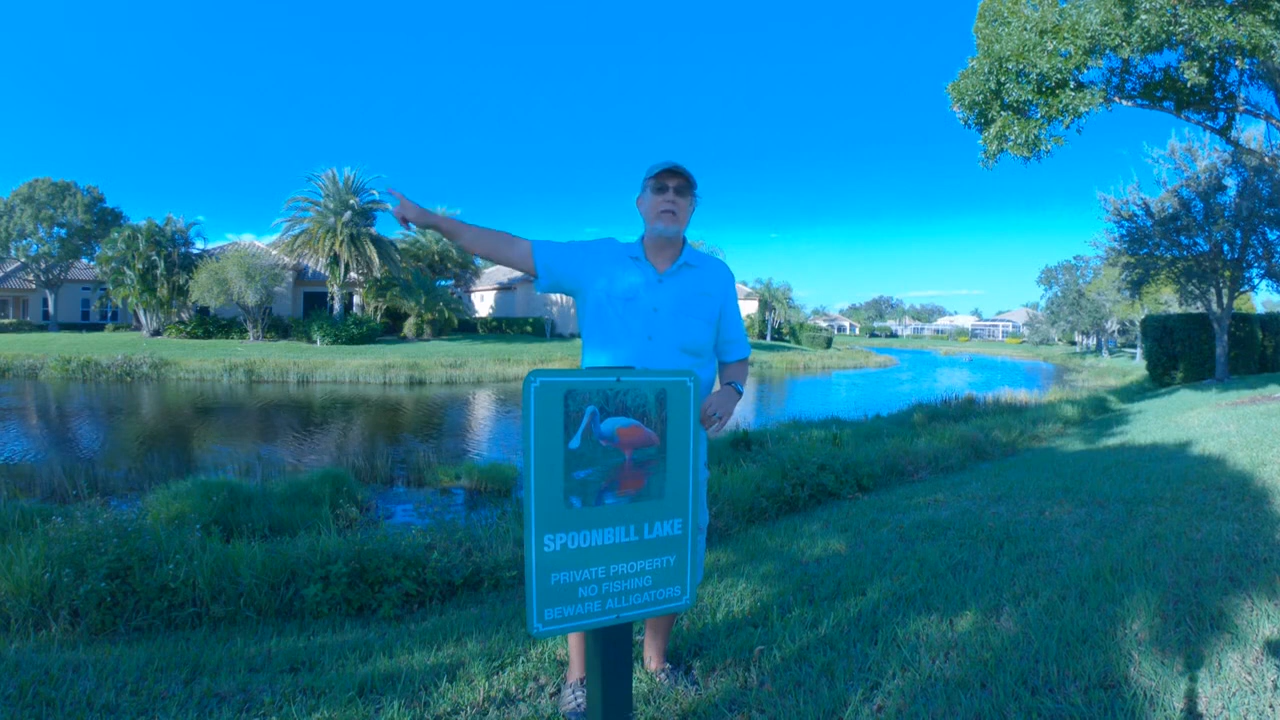 SPOONBILL LAKE
PRIVATE PROPERTY
NO FISHING
BEWARE ALLIGATORS